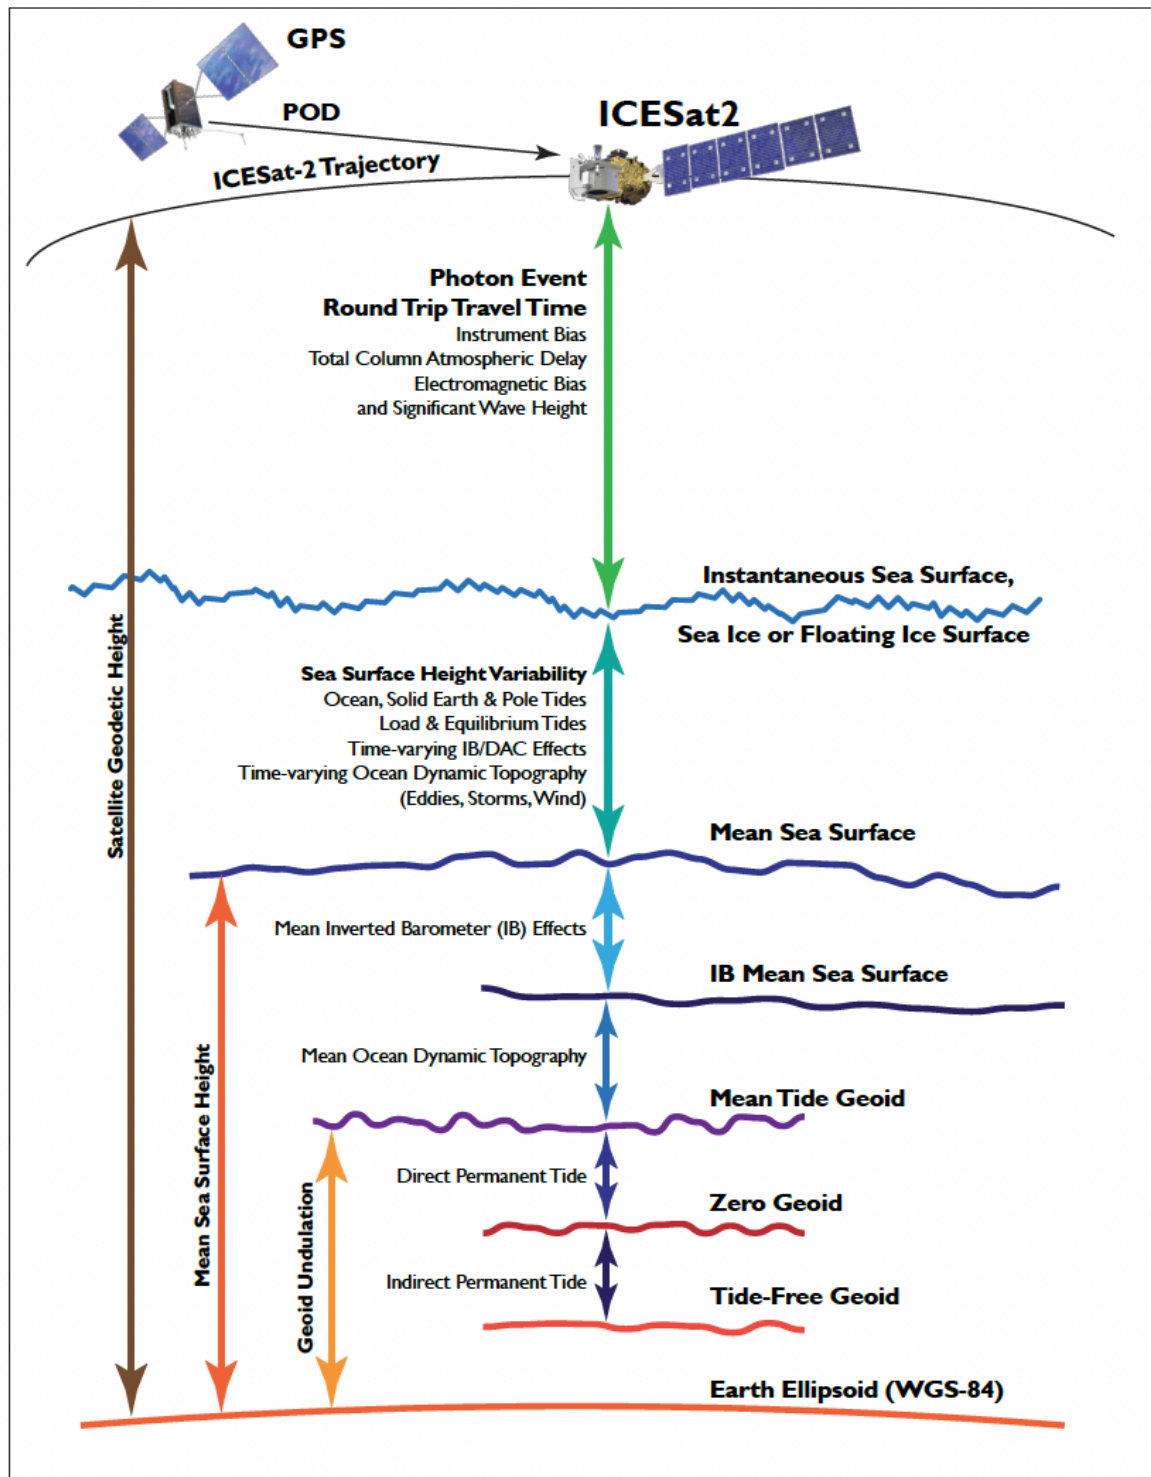 GPS
POD
ICESat2
ICESat-2 Trajectory
Photon Event
Round Trip Travel Time
Instrument Bias
Total Column Atmospheric Delay
Electromagnetic Bias
and Significant Wave Height
Instantaneous Sea Surface,
Sea Ice or Floating Ice Surface
Satellite Geodetic Height
Sea Surface Height Variability
Ocean, Solid Earth & Pole Tides
Load & Equilibrium Tides
Time-varying IB/DAC Effects
Time-varying Ocean Dynamic Topography
(Eddies, Storms, Wind)
Mean Sea Surface
Mean Inverted Barometer (IB) Effects
IB Mean Sea Surface
Mean Ocean Dynamic Topography
Mean Tide Geoid
Mean Sea Surface Height
Direct Permanent Tide
Zero Geoid
Geoid Undulation
Indirect Permanent Tide
Tide-Free Geoid
Earth Ellipsoid (WGS-84)